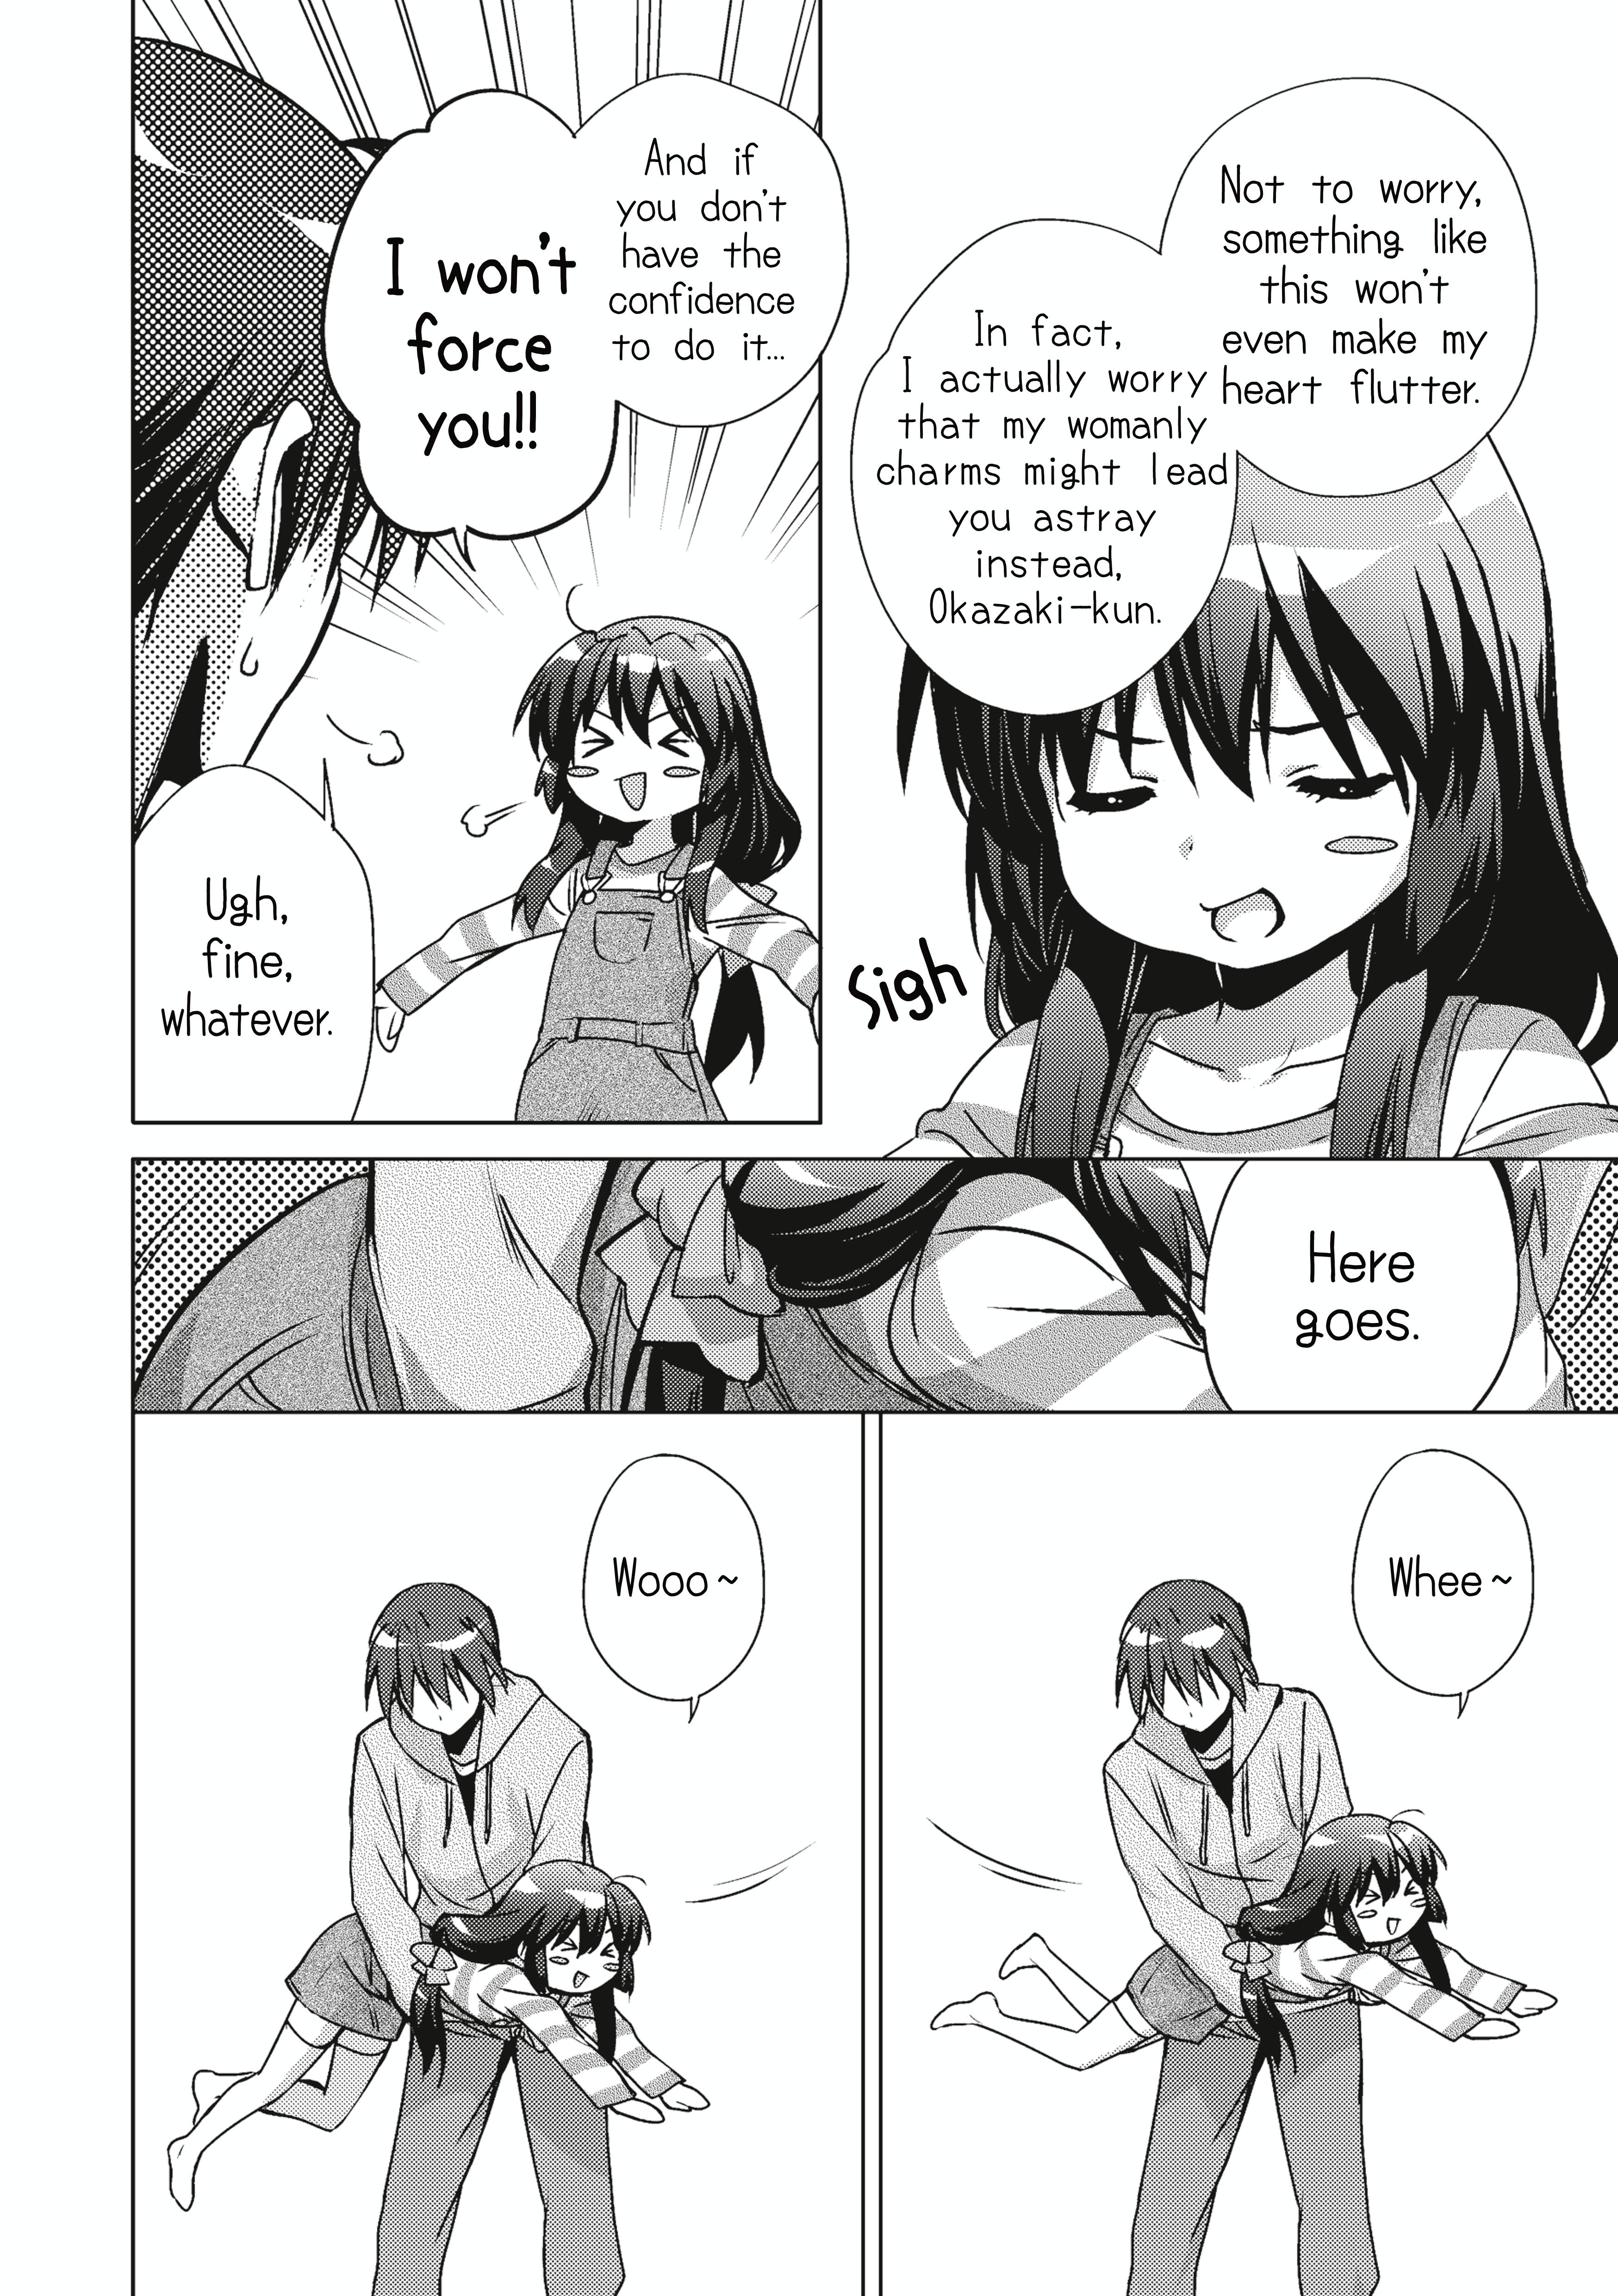 Not to worry,
something like
this won't
even make my
heart flutter.
In fact,
I actually worry
that my womanly
charms might lead
you astray
instead,
Okazaki-kun.
Sigh
And if
you don't
have the
confidence
to do it...
I won't
force
you!!
Ugh,
fine,
whatever.
Here
goes.
Whee~
Wooo~